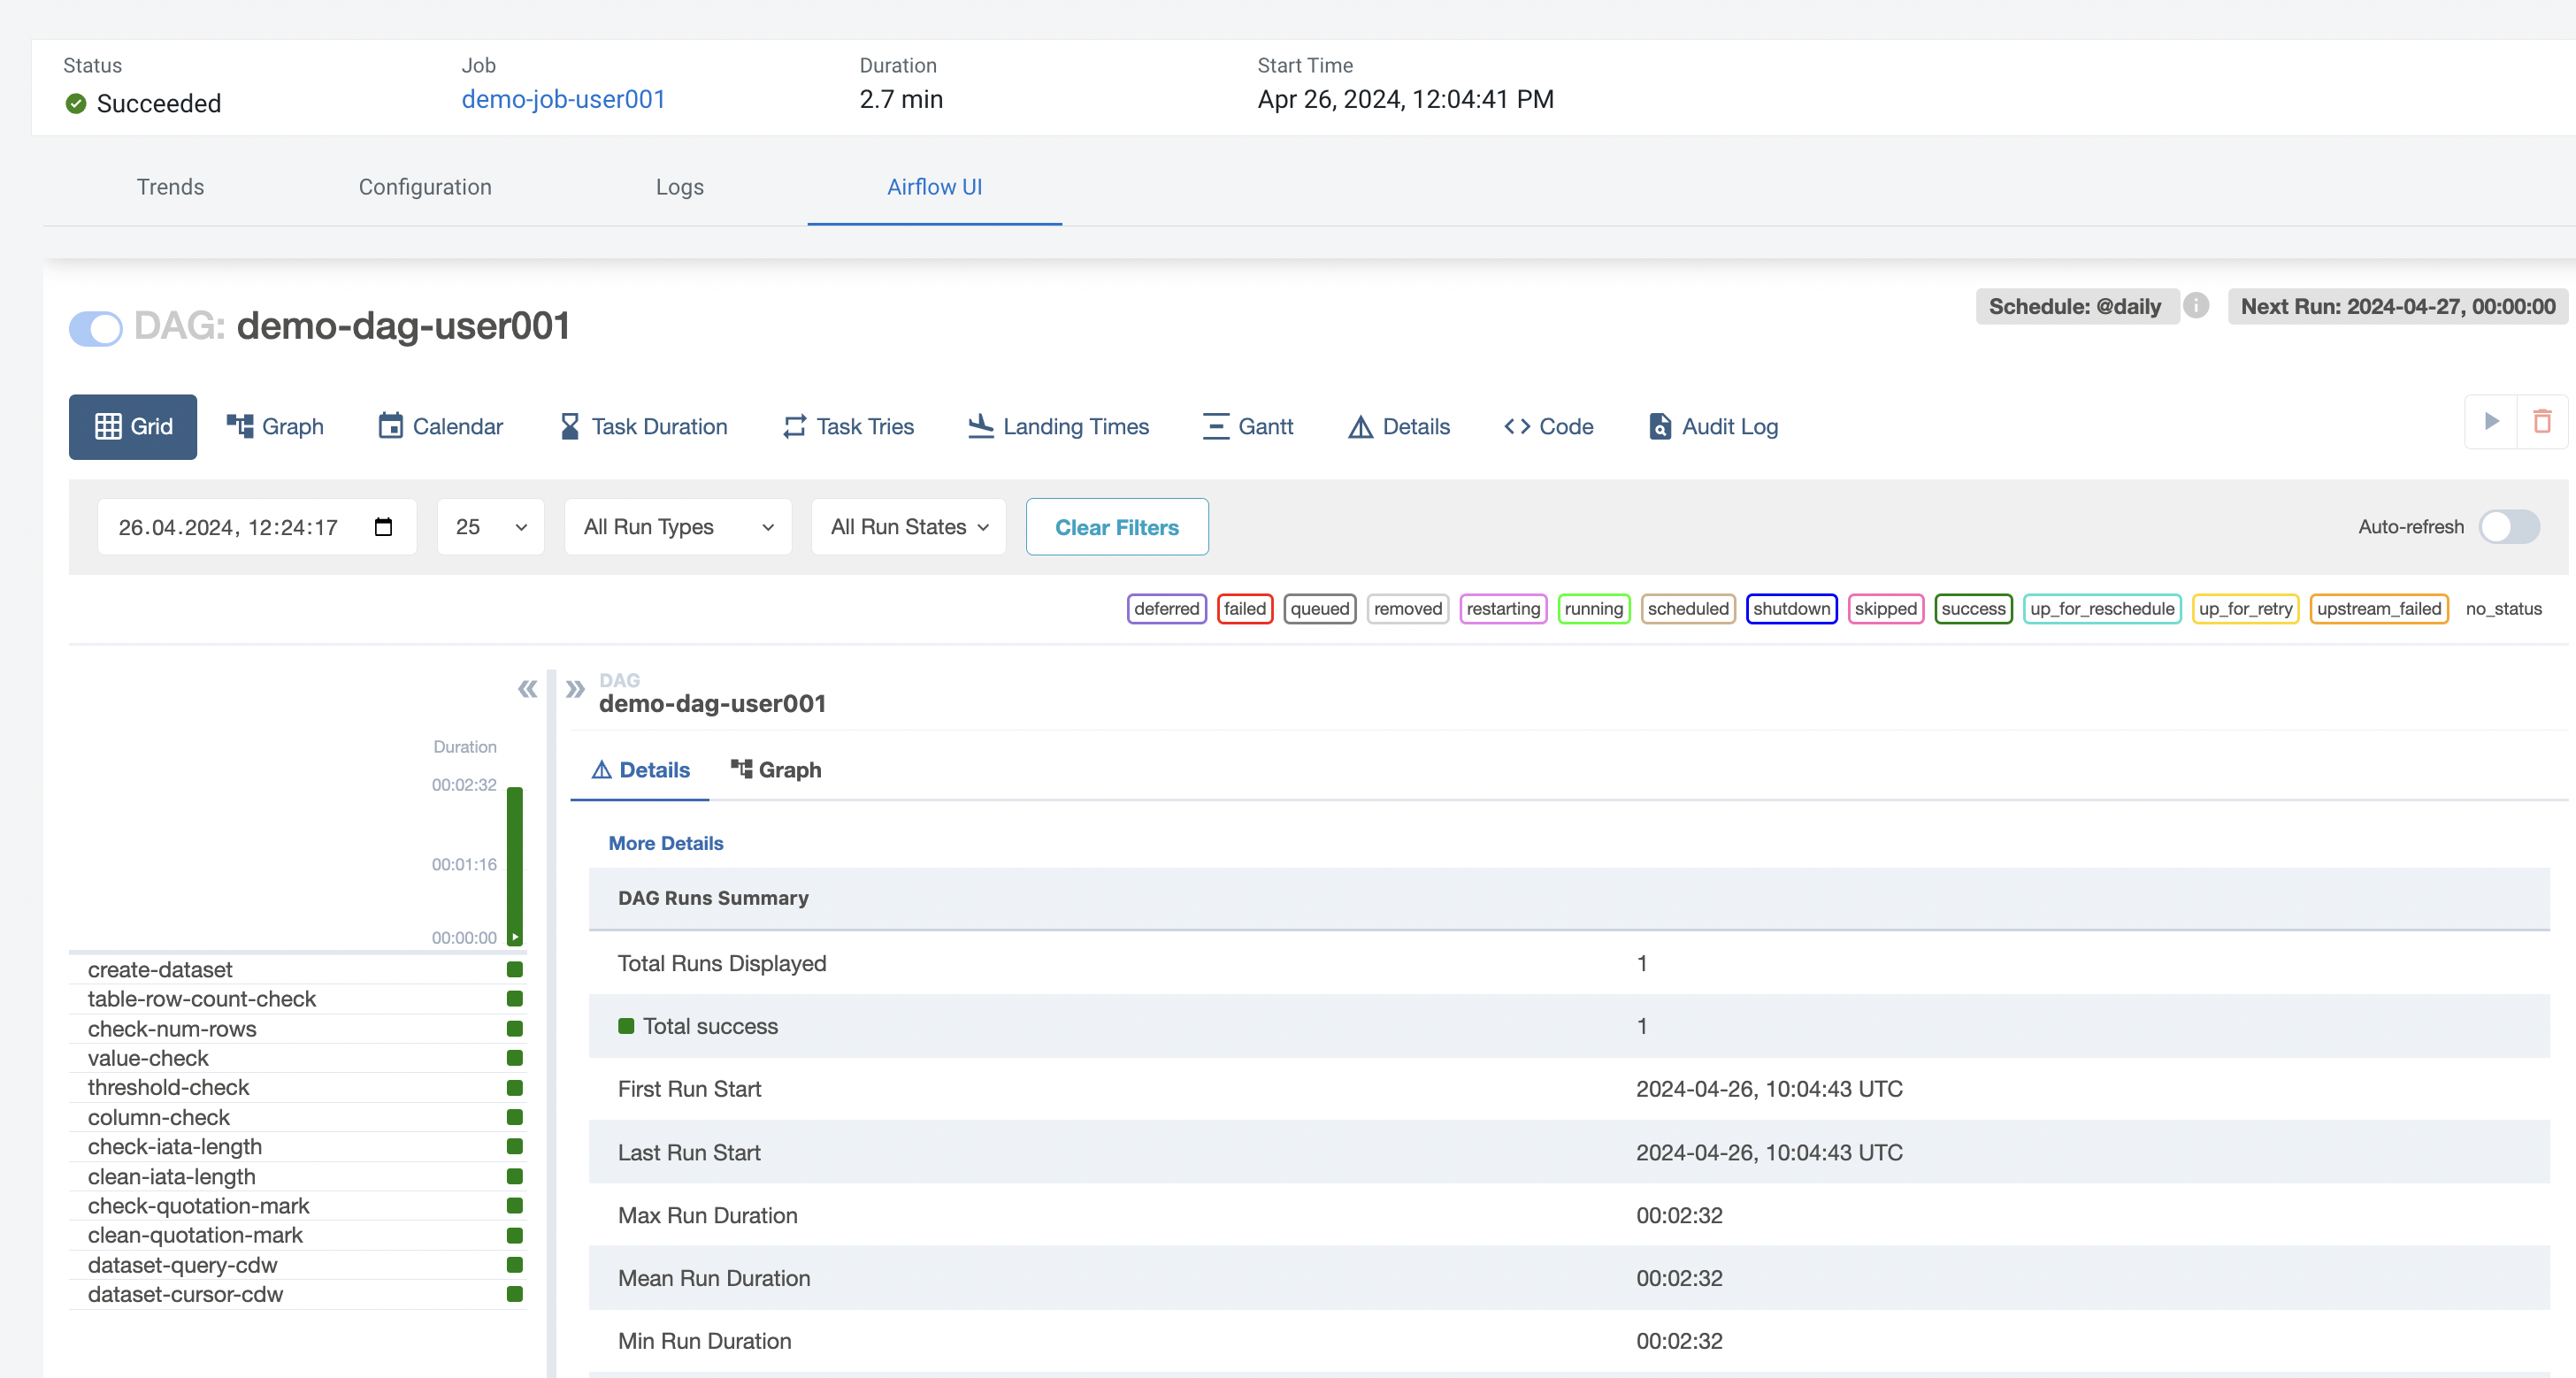 Status Job Duration Start Time
Succeeded demo-job-user001 2.7 min Apr 26, 2024, 12:04:41 PM
Trends Configuration Logs Airflow UI
Schedule: @daily Next Run: 2024-04-27, 00:00:00
DAG: demo-dag-user001
Grid Graph Calendar Task Duration Task Tries Landing Times Gantt Details Code Audit Log
26.04.2024, 12:24:17 25 All Run Types All Run States Clear Filters Auto-refresh
deferred failed queued removed restarting running scheduled shutdown skipped success up_for_reschedule up_for_retry upstream_failed no_status
DAG
demo-dag-user001
Duration
00:02:32
00:01:16
00:00:00
create-dataset
table-row-count-check
check-num-rows
value-check
threshold-check
column-check
check-iata-length
clean-iata-length
check-quotation-mark
clean-quotation-mark
dataset-query-cdw
dataset-cursor-cdw
Details Graph
More Details
DAG Runs Summary
Total Runs Displayed 1
Total success 1
First Run Start 2024-04-26, 10:04:43 UTC
Last Run Start 2024-04-26, 10:04:43 UTC
Max Run Duration 00:02:32
Mean Run Duration 00:02:32
Min Run Duration 00:02:32